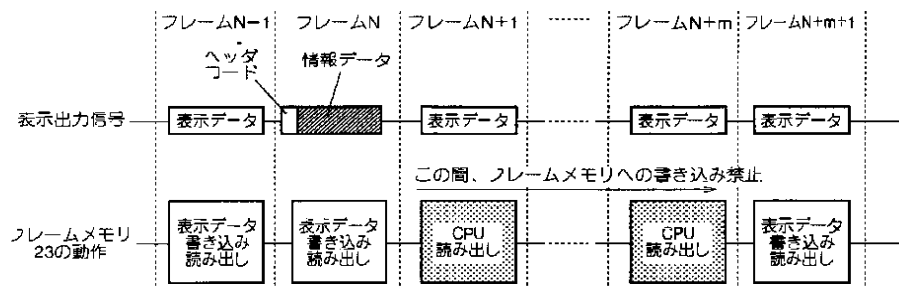 フレームN-1 フレームN フレームN+1 フレームN+m フレームN+m+1
ヘッダ
コード
情報データ
表示出力信号 表示データ 表示データ 表示データ 表示データ
この間、フレームメモリへの書き込み禁止
フレームメモリ
23の動作
表示データ
書き込み
読み出し
表示データ
書き込み
読み出し
CPU
読み出し
CPU
読み出し
表示データ
書き込み
読み出し